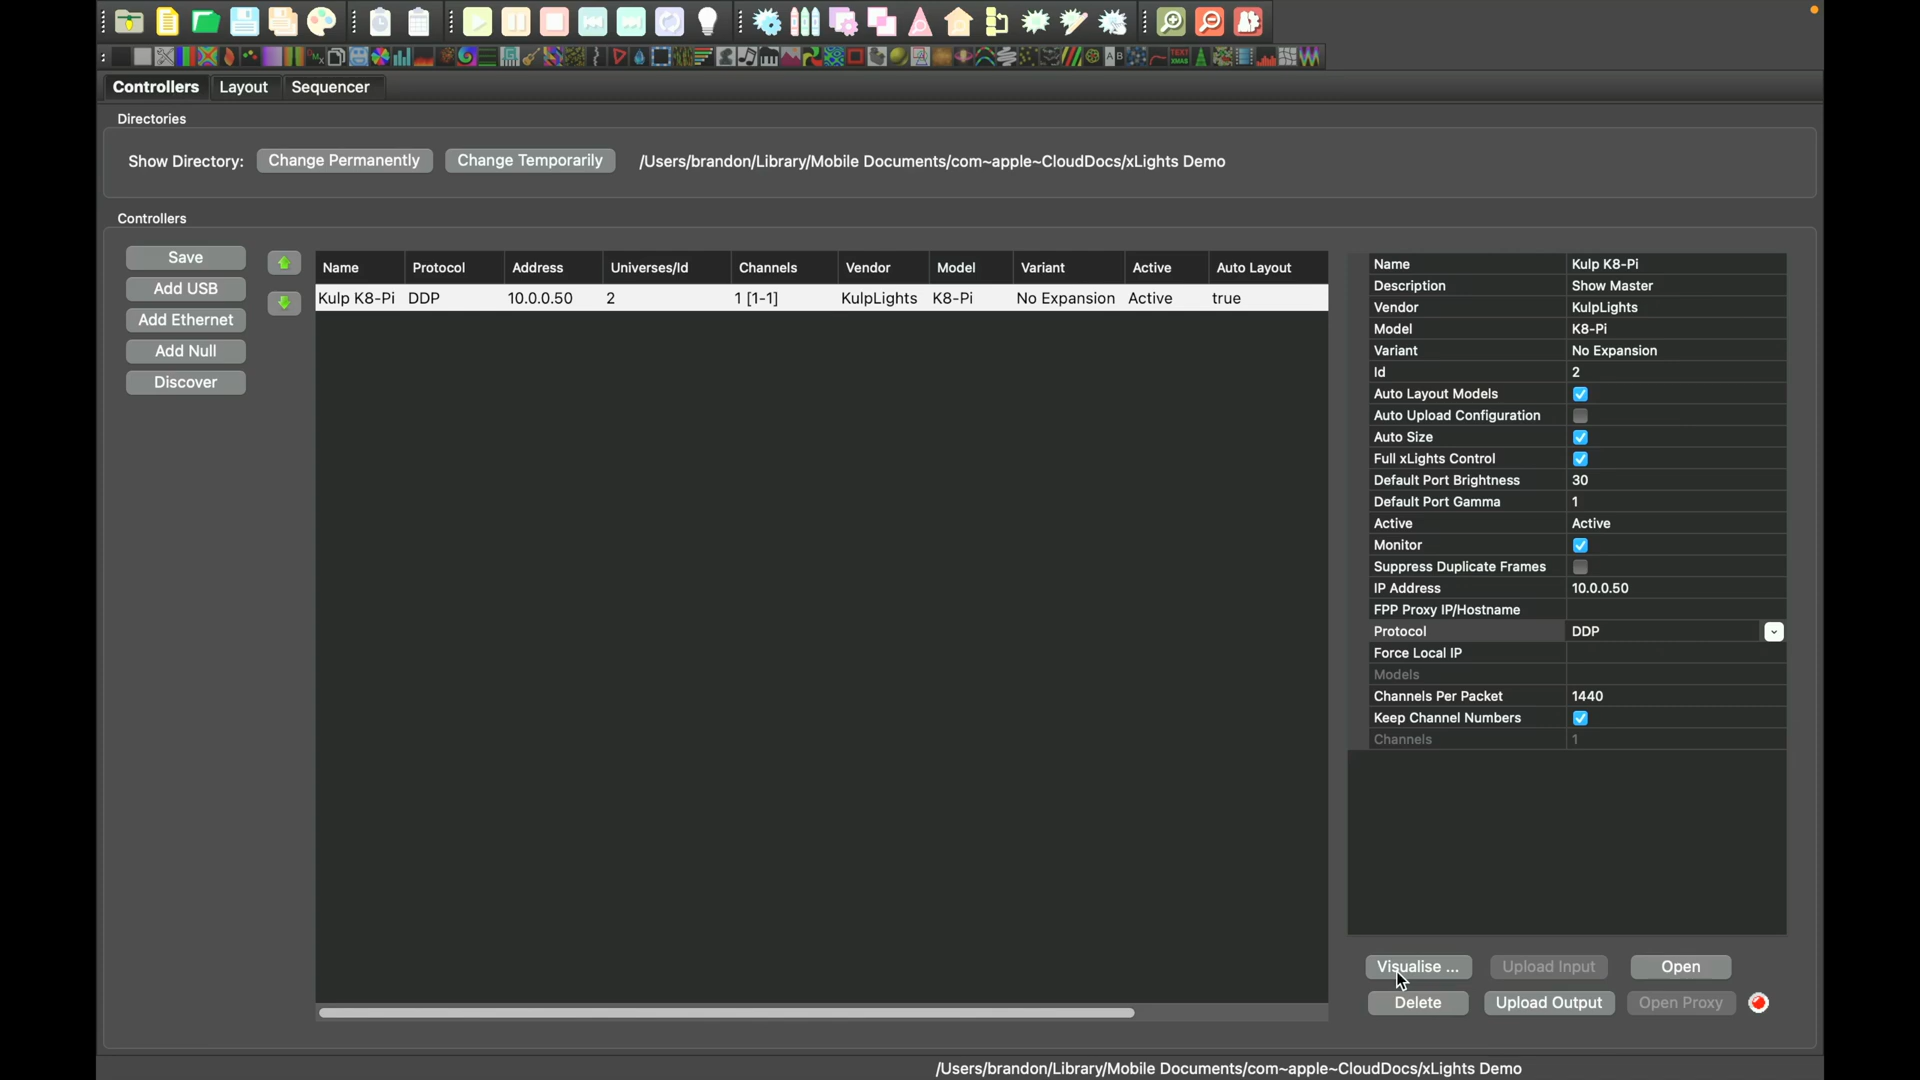 Controllers Layout Sequencer
Directories
Show Directory: Change Permanently Change Temporarily /Users/brandon/Library/Mobile Documents/com~apple~CloudDocs/xLights Demo
Controllers
Save
Add USB
Add Ethernet
Add Null
Discover
Name Protocol Address Universes/Id Channels Vendor Model Variant Active Auto Layout
Kulp K8-Pi DDP 10.0.0.50 2 1 [1-1] KulpLights K8-Pi No Expansion Active true
Name Kulp K8-Pi
Description Show Master
Vendor KulpLights
Model K8-Pi
Variant No Expansion
Id 2
Auto Layout Models
Auto Upload Configuration
Auto Size
Full xLights Control
Default Port Brightness 30
Default Port Gamma 1
Active Active
Monitor
Suppress Duplicate Frames
IP Address 10.0.0.50
FPP Proxy IP/Hostname
Protocol DDP
Force Local IP
Models
Channels Per Packet 1440
Keep Channel Numbers
Channels 1
Visualise ... Upload Input Open
Delete Upload Output Open Proxy
/Users/brandon/Library/Mobile Documents/com~apple~CloudDocs/xLights Demo